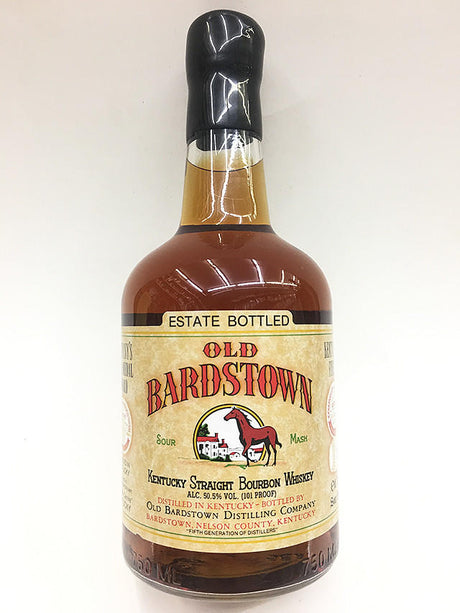 ESTATE BOTTLED
OLD
BARDSTOWN
SOUR MASH
KENTUCKY STRAIGHT BOURBON WHISKEY
ALC. 50.5% VOL. (101 PROOF)
DISTILLED IN KENTUCKY - BOTTLED BY
OLD BARDSTOWN DISTILLING COMPANY
BARDSTOWN, NELSON COUNTY, KENTUCKY
"FIFTH GENERATION OF DISTILLERS"
750 ML